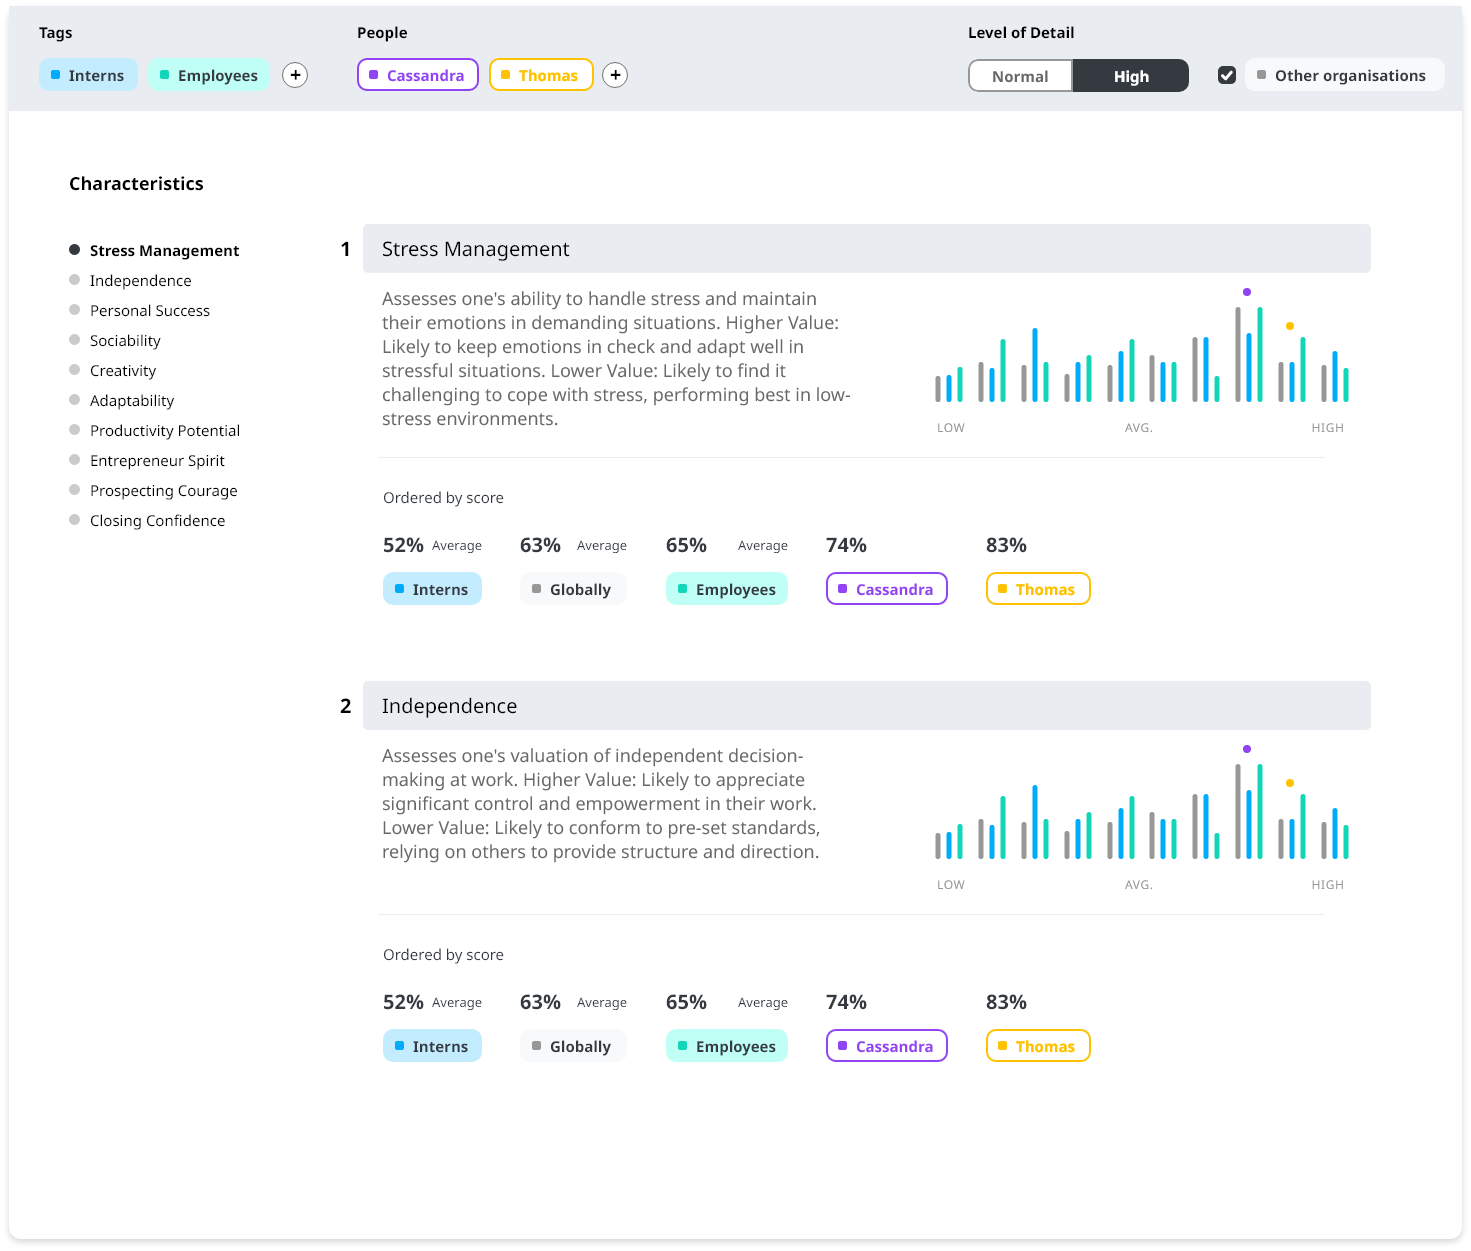 Tags
People
Level of Detail
Interns
Employees
+
Cassandra
Thomas
+
Normal
High
Other organisations
Characteristics
Stress Management
Independence
Personal Success
Sociability
Creativity
Adaptability
Productivity Potential
Entrepreneur Spirit
Prospecting Courage
Closing Confidence
1
Stress Management
Assesses one's ability to handle stress and maintain
their emotions in demanding situations. Higher Value:
Likely to keep emotions in check and adapt well in
stressful situations. Lower Value: Likely to find it
challenging to cope with stress, performing best in low-
stress environments.
LOW
AVG.
HIGH
Ordered by score
52% Average
63% Average
65% Average
74%
83%
Interns
Globally
Employees
Cassandra
Thomas
2
Independence
Assesses one's valuation of independent decision-
making at work. Higher Value: Likely to appreciate
significant control and empowerment in their work.
Lower Value: Likely to conform to pre-set standards,
relying on others to provide structure and direction.
LOW
AVG.
HIGH
Ordered by score
52% Average
63% Average
65% Average
74%
83%
Interns
Globally
Employees
Cassandra
Thomas